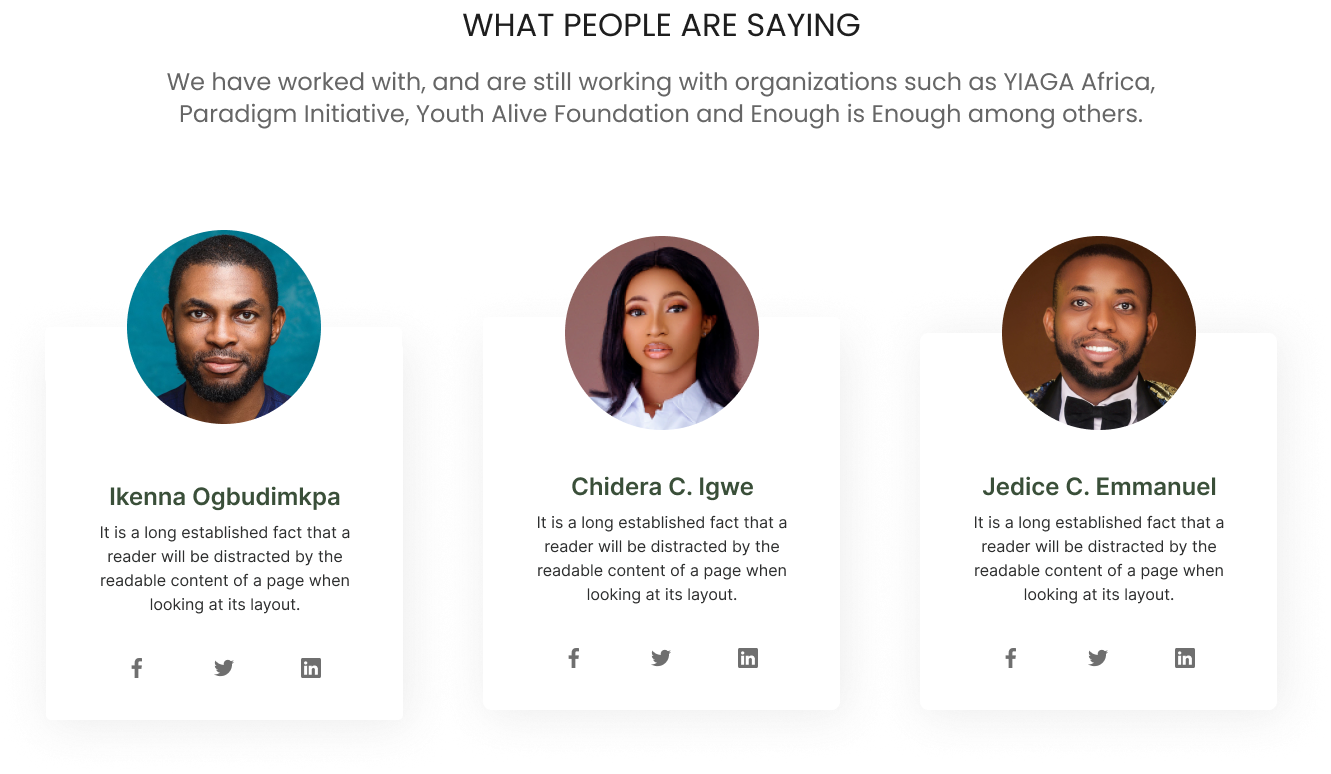 WHAT PEOPLE ARE SAYING
We have worked with, and are still working with organizations such as YIAGA Africa,
Paradigm Initiative, Youth Alive Foundation and Enough is Enough among others.
Ikenna Ogbudimkpa
It is a long established fact that a
reader will be distracted by the
readable content of a page when
looking at its layout.
Chidera C. Igwe
It is a long established fact that a
reader will be distracted by the
readable content of a page when
looking at its layout.
Jedice C. Emmanuel
It is a long established fact that a
reader will be distracted by the
readable content of a page when
looking at its layout.